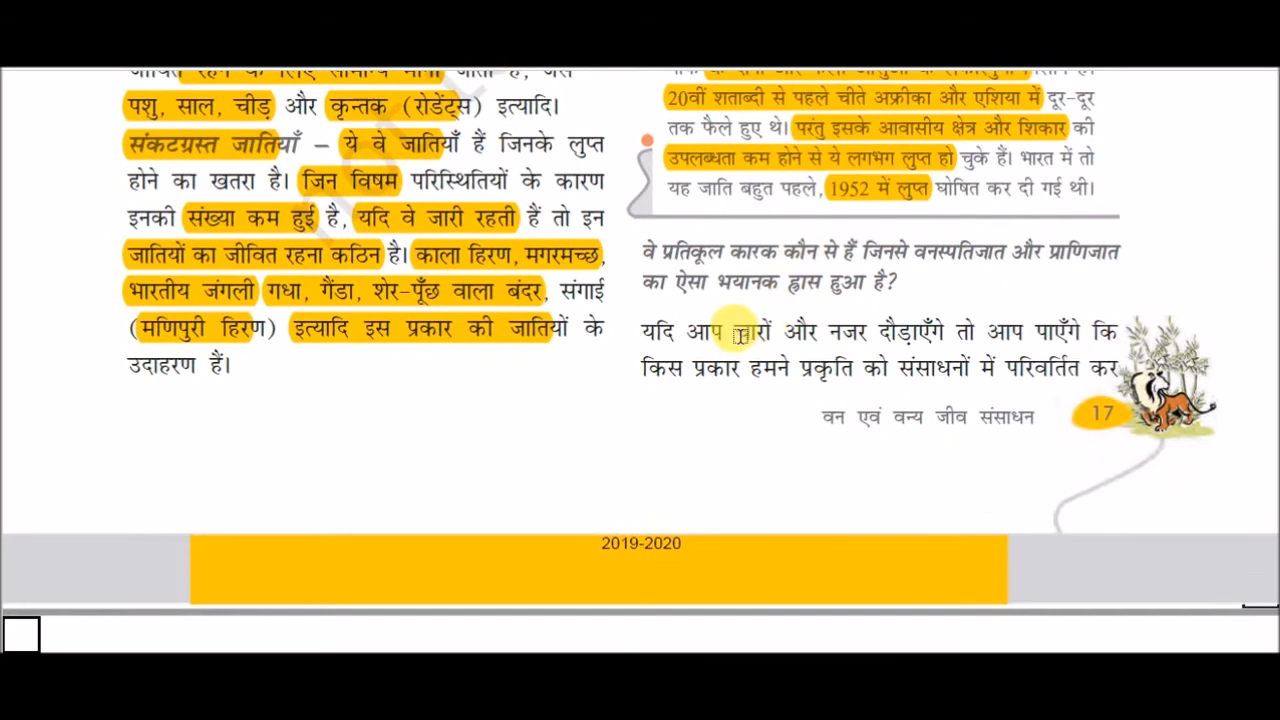 पशु, साल, चीड़ और कृन्तक (रोडेंट्स) इत्यादि।
संकटग्रस्त जातियाँ – ये वे जातियाँ हैं जिनके लुप्त
होने का खतरा है। जिन विषम परिस्थितियों के कारण
इनकी संख्या कम हुई है, यदि वे जारी रहती हैं तो इन
जातियों का जीवित रहना कठिन है। काला हिरण, मगरमच्छ,
भारतीय जंगली गधा, गैंडा, शेर-पूँछ वाला बंदर, संगाई
(मणिपुरी हिरण) इत्यादि इस प्रकार की जातियों के
उदाहरण हैं।
20वीं शताब्दी से पहले चीते अफ्रीका और एशिया में दूर-दूर
तक फैले हुए थे। परंतु इसके आवासीय क्षेत्र और शिकार की
उपलब्धता कम होने से ये लगभग लुप्त हो चुके हैं। भारत में तो
यह जाति बहुत पहले, 1952 में लुप्त घोषित कर दी गई थी।
वे प्रतिकूल कारक कौन से हैं जिनसे वनस्पतिजात और प्राणिजात
का ऐसा भयानक ह्रास हुआ है?
यदि आप चारों और नजर दौड़ाएँगे तो आप पाएँगे कि
किस प्रकार हमने प्रकृति को संसाधनों में परिवर्तित कर
वन एवं वन्य जीव संसाधन 17
2019-2020